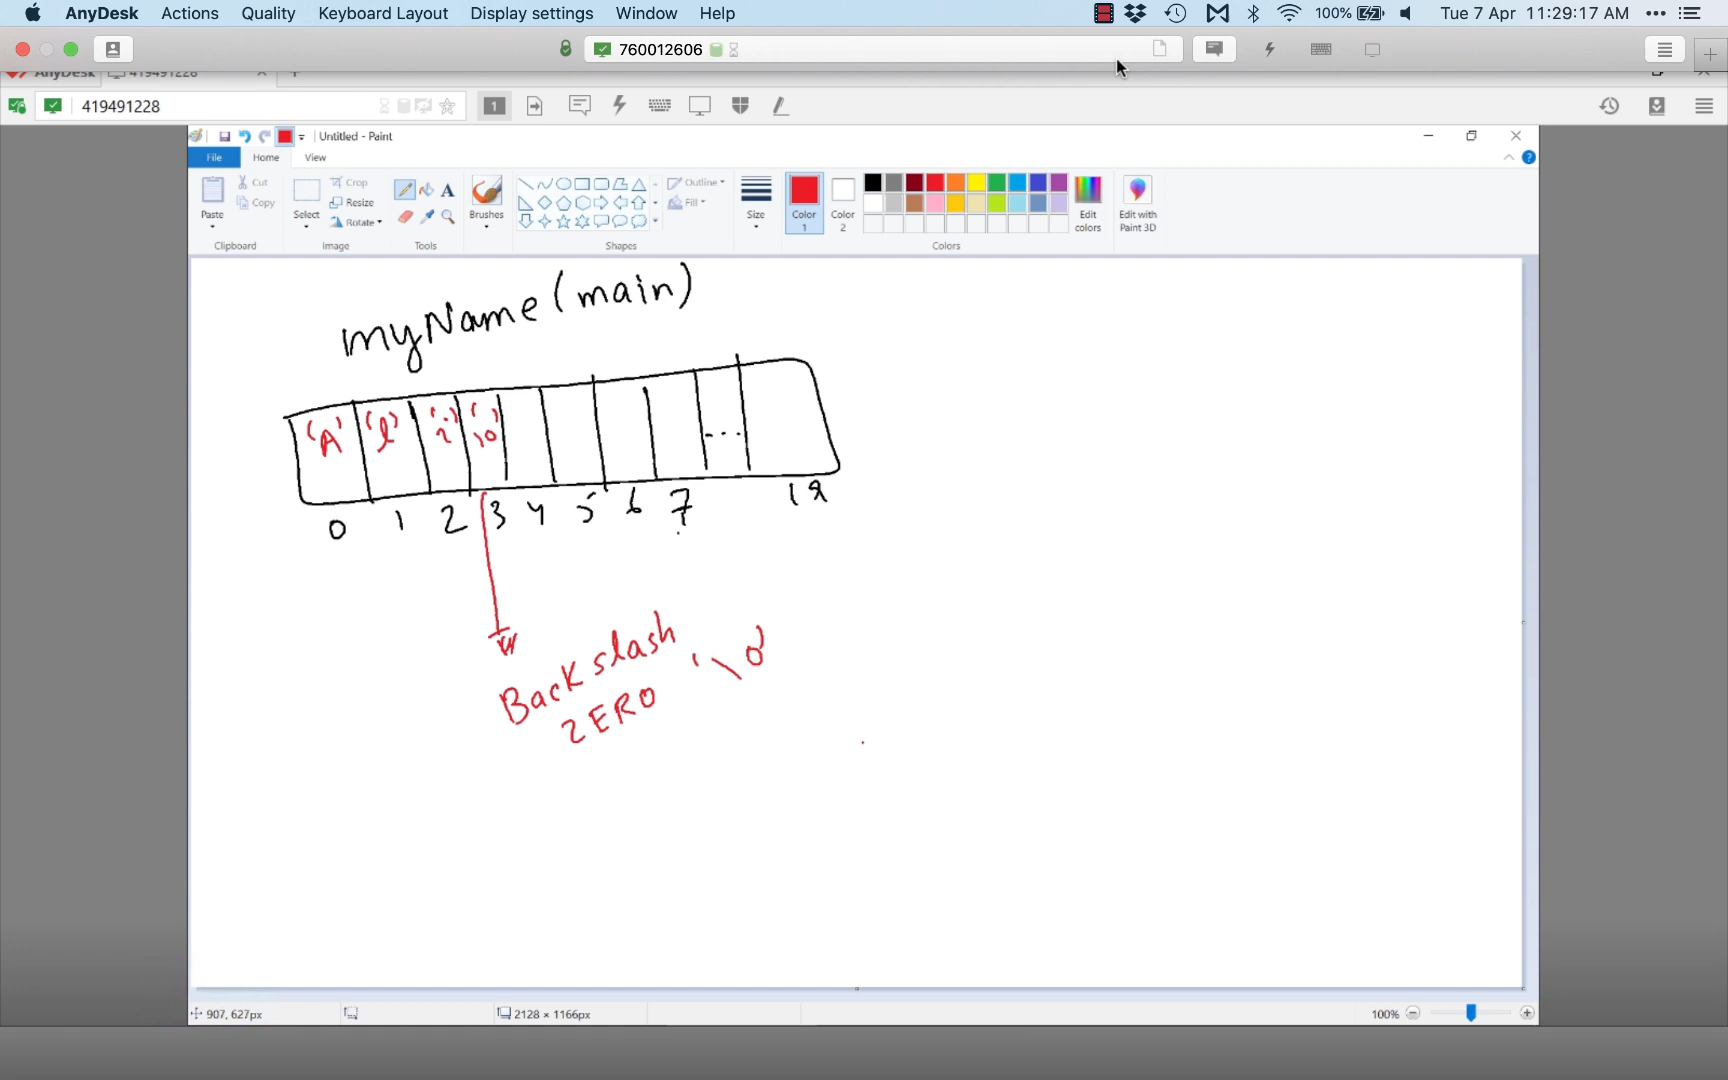 AnyDesk Actions Quality Keyboard Layout Display settings Window Help 100% Tue 7 Apr 11:29:17 AM
760012606
AnyDesk 419491228
419491228 1
Untitled - Paint
File Home View
Paste Cut Copy Select Crop Resize Rotate A Brushes Outline Fill Size Color 1 Color 2 Edit colors Edit with Paint 3D
Clipboard Image Tools Shapes Colors
myName(main)
'A' 'l' 'i' '\0' ...
0 1 2 3 4 5 6 7 19
Back slash '\0'
ZERO
907, 627px 2128 × 1166px 100%